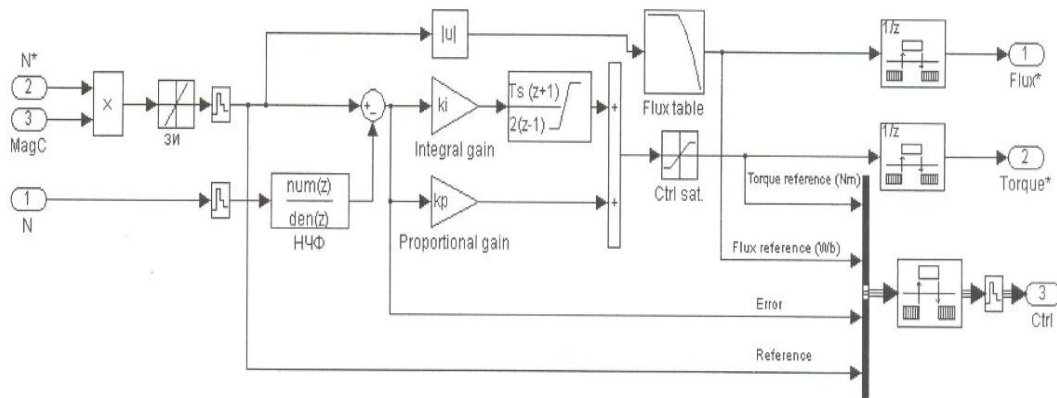 N*
2
3
MagC
×
ЗИ
1
N
num(z)
den(z)
НЧФ
|u|
+
−
ki
Integral gain
kp
Proportional gain
Ts (z+1)
2(z-1)
+
+
Flux table
Ctrl sat.
1/z
1
Flux*
1/z
2
Torque*
Torque reference (Nm)
Flux reference (Wb)
Error
Reference
3
Ctrl